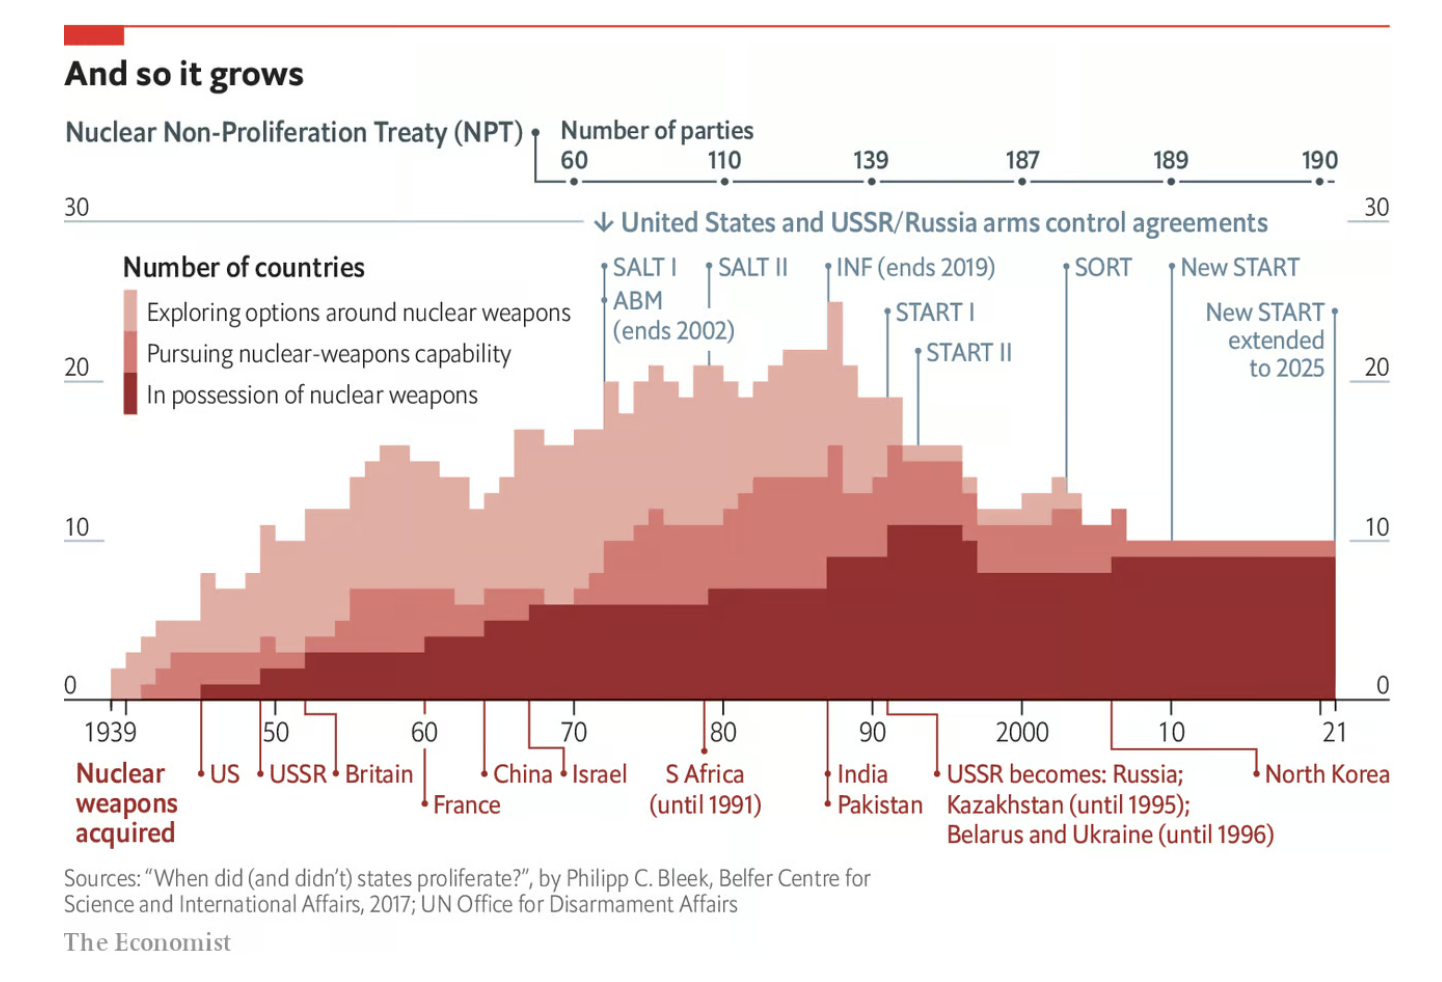 And so it grows
Nuclear Non-Proliferation Treaty (NPT)
Number of parties
60 110 139 187 189 190
30 30
↓ United States and USSR/Russia arms control agreements
Number of countries
Exploring options around nuclear weapons
Pursuing nuclear-weapons capability
In possession of nuclear weapons
SALT I
ABM
(ends 2002)
SALT II
INF (ends 2019)
START I
START II
SORT
New START
New START
extended
to 2025
20 20
10 10
0 0
1939 50 60 70 80 90 2000 10 21
Nuclear
weapons
acquired
US
USSR
Britain
France
China
Israel
S Africa
(until 1991)
India
Pakistan
USSR becomes: Russia;
Kazakhstan (until 1995);
Belarus and Ukraine (until 1996)
North Korea
Sources: “When did (and didn’t) states proliferate?”, by Philipp C. Bleek, Belfer Centre for
Science and International Affairs, 2017; UN Office for Disarmament Affairs
The Economist